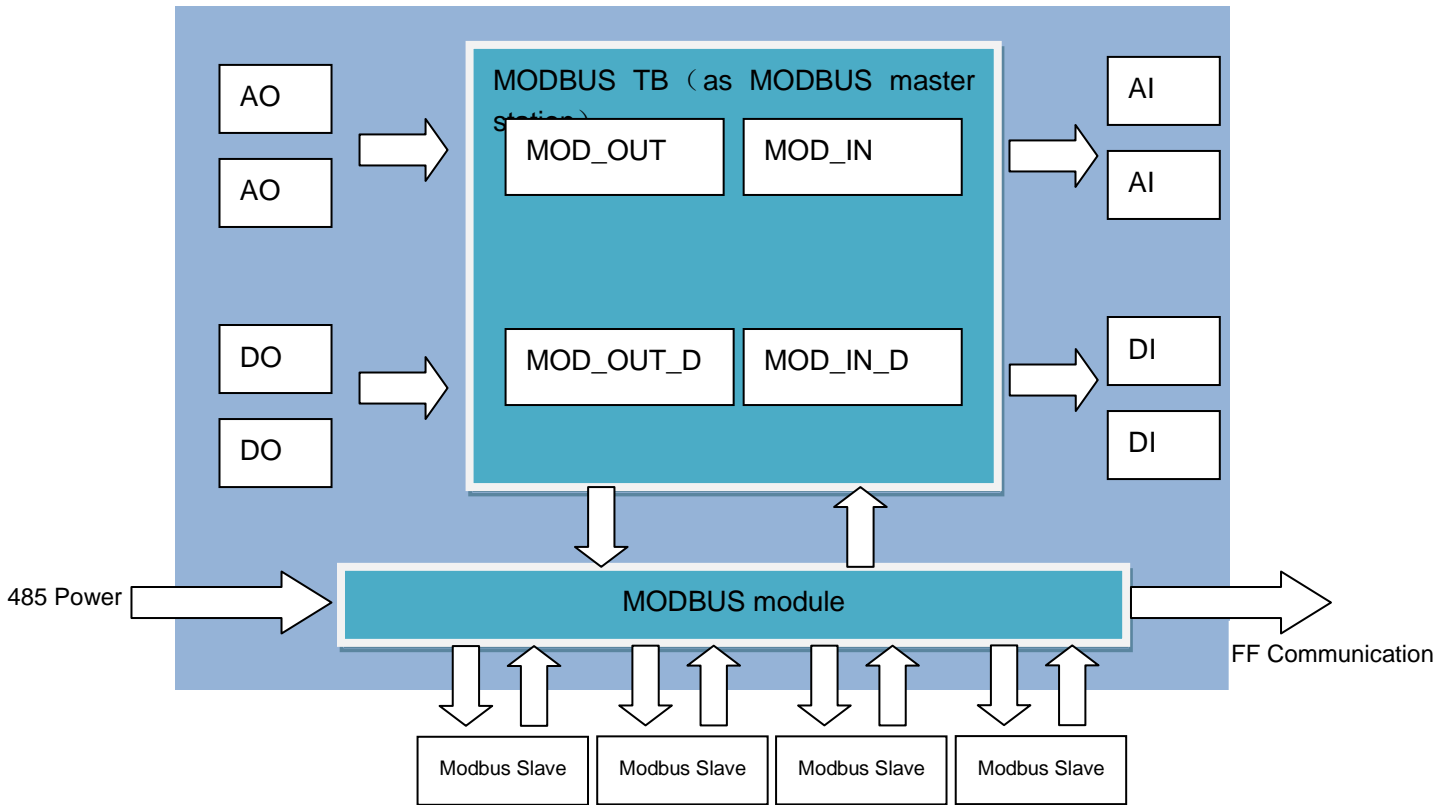 AO
MODBUS TB（as MODBUS master
station）
AI
MOD_OUT
MOD_IN
AO
AI
DO
MOD_OUT_D
MOD_IN_D
DI
DO
DI
485 Power
MODBUS module
FF Communication
Modbus Slave
Modbus Slave
Modbus Slave
Modbus Slave